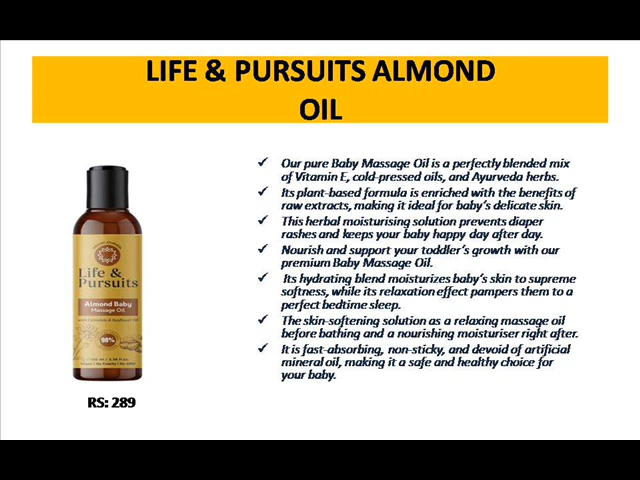 LIFE & PURSUITS ALMOND
OIL
Our pure Baby Massage Oil is a perfectly blended mix
of Vitamin E, cold-pressed oils, and Ayurveda herbs.
Its plant-based formula is enriched with the benefits of
raw extracts, making it ideal for baby's delicate skin.
This herbal moisturising solution prevents diaper
rashes and keeps your baby happy day after day.
Nourish and support your toddler's growth with our
premium Baby Massage Oil.
Its hydrating blend moisturizes baby's skin to supreme
softness, while its relaxation effect pampers them to a
perfect bedtime sleep.
The skin-softening solution as a relaxing massage oil
before bathing and a nourishing moisturiser right after.
It is fast-absorbing, non-sticky, and devoid of artificial
mineral oil, making it a safe and healthy choice for
your baby.
Life &
Pursuits
Almond Baby
Massage Oil
98%
RS: 289